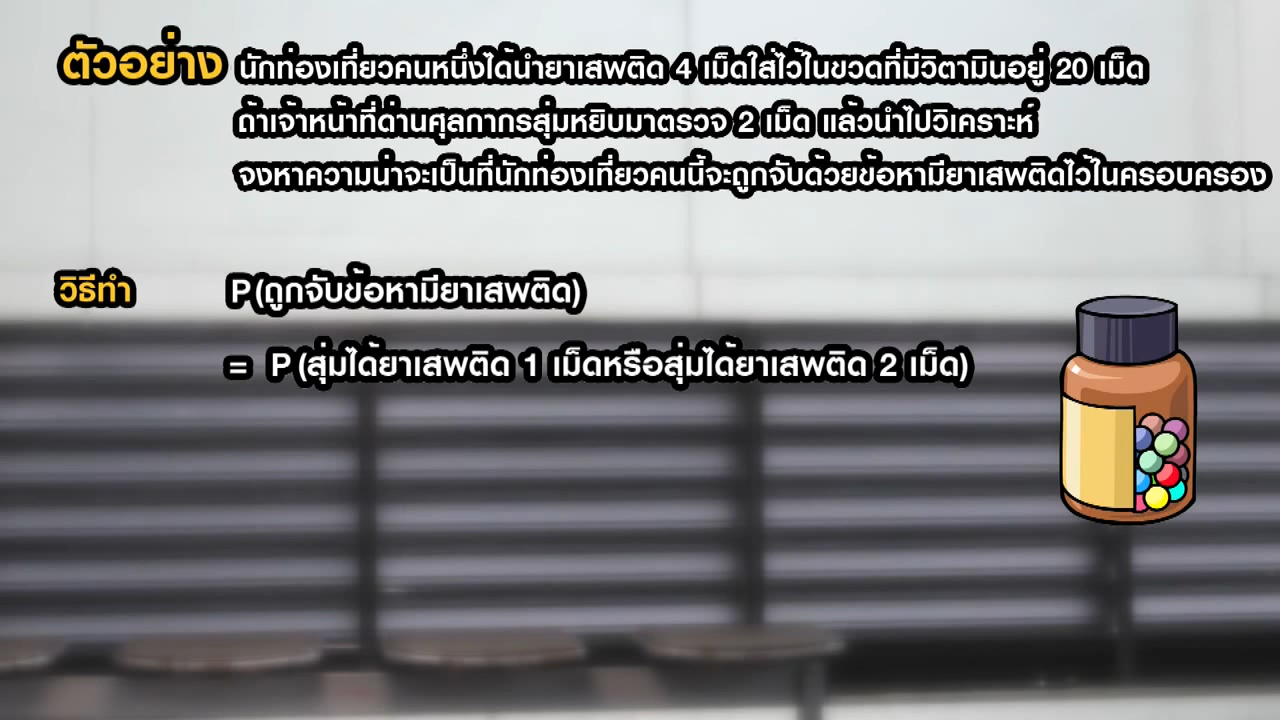 ตัวอย่าง นักท่องเที่ยวคนหนึ่งได้นำยาเสพติด 4 เม็ดใส่ไว้ในขวดที่มีวิตามินอยู่ 20 เม็ด
ถ้าเจ้าหน้าที่ด่านศุลกากรสุ่มหยิบมาตรวจ 2 เม็ด แล้วนำไปวิเคราะห์
จงหาความน่าจะเป็นที่นักท่องเที่ยวคนนี้จะถูกจับด้วยข้อหามียาเสพติดไว้ในครอบครอง
วิธีทำ P(ถูกจับข้อหามียาเสพติด)
= P(สุ่มได้ยาเสพติด 1 เม็ดหรือสุ่มได้ยาเสพติด 2 เม็ด)